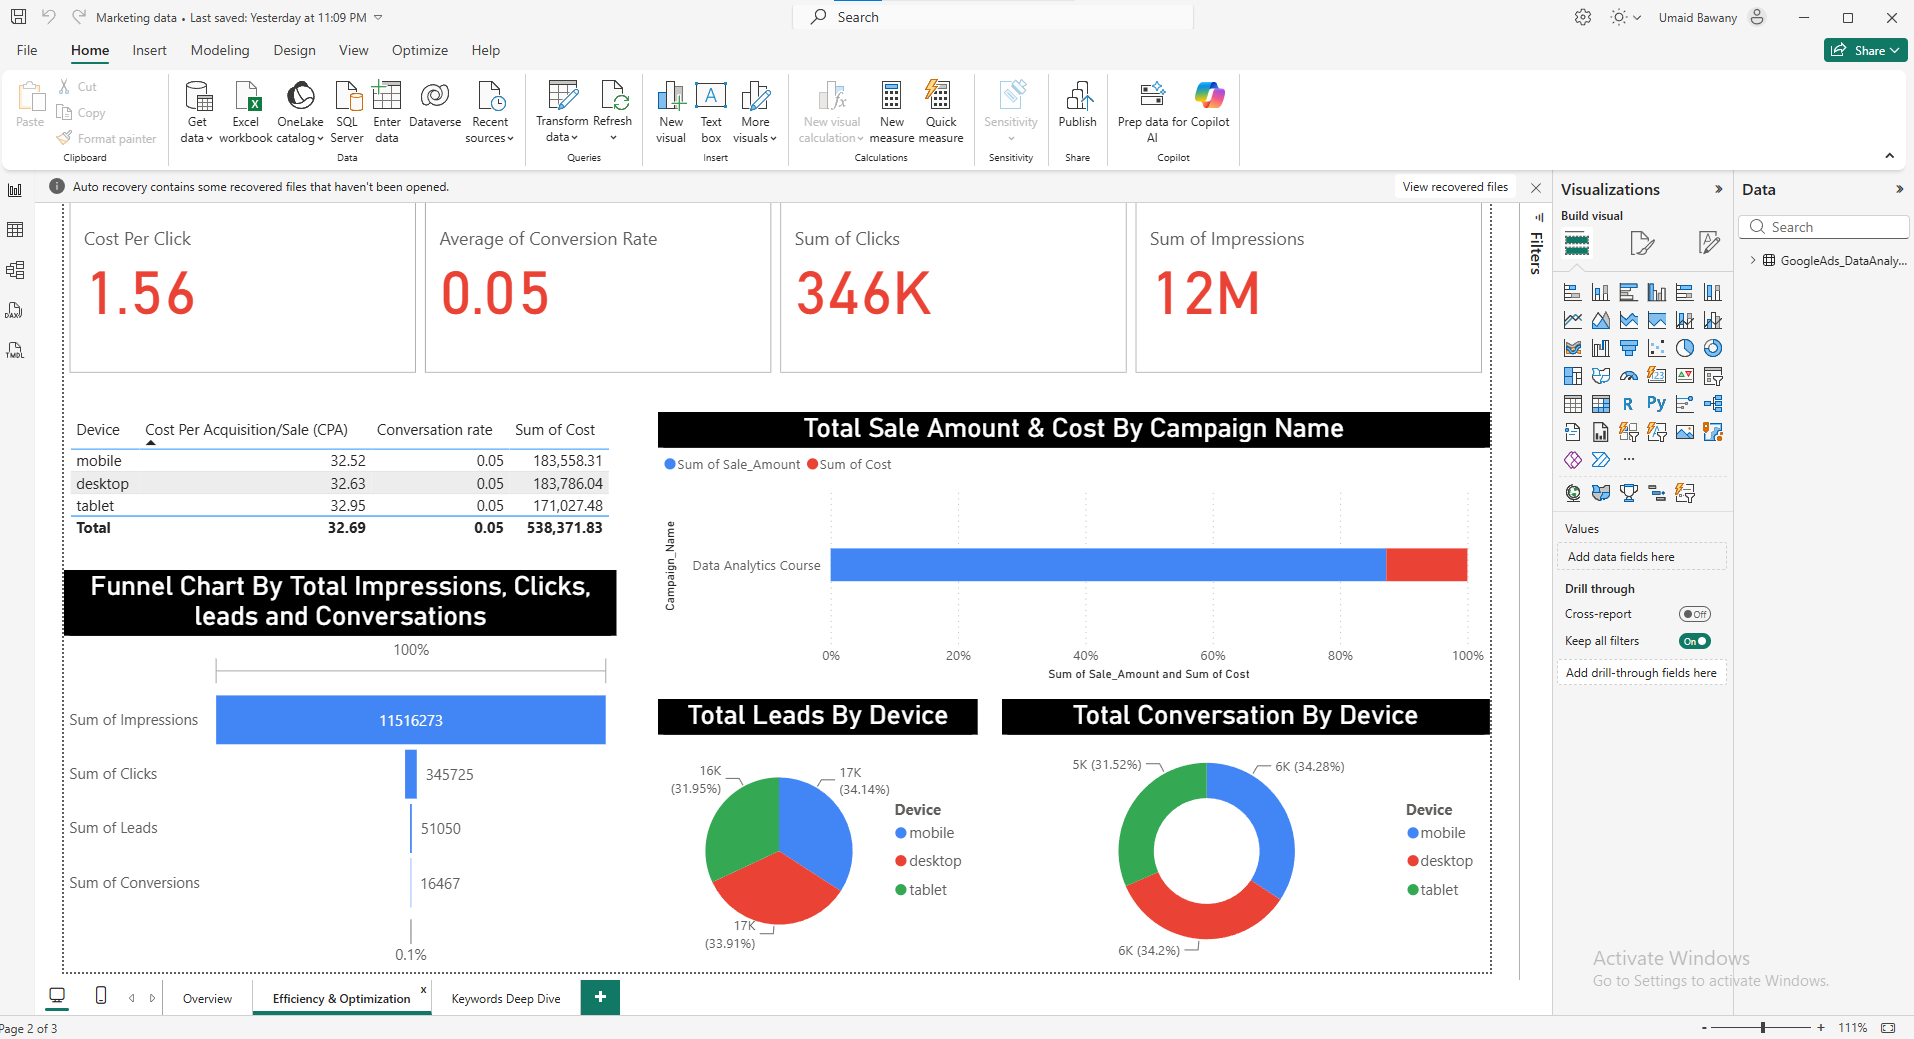 Marketing data • Last saved: Yesterday at 11:09 PM
Search
Umaid Bawany
File
Home
Insert
Modeling
Design
View
Optimize
Help
Share
Paste
Cut
Copy
Format painter
Clipboard
Get data
Excel workbook
OneLake catalog
SQL Server
Enter data
Dataverse
Recent sources
Data
Transform data
Refresh
Queries
New visual
Text box
More visuals
Insert
New visual calculation
New measure
Quick measure
Calculations
Sensitivity
Sensitivity
Publish
Share
Prep data for AI
Copilot
Copilot
Auto recovery contains some recovered files that haven't been opened.
View recovered files
Cost Per Click
1.56
Average of Conversion Rate
0.05
Sum of Clicks
346K
Sum of Impressions
12M
Device Cost Per Acquisition/Sale (CPA) Conversation rate Sum of Cost
mobile 32.52 0.05 183,558.31
desktop 32.63 0.05 183,786.04
tablet 32.95 0.05 171,027.48
Total 32.69 0.05 538,371.83
Total Sale Amount & Cost By Campaign Name
Sum of Sale_Amount Sum of Cost
Campaign_Name
Data Analytics Course
0% 20% 40% 60% 80% 100%
Sum of Sale_Amount and Sum of Cost
Funnel Chart By Total Impressions, Clicks,
leads and Conversations
100%
Sum of Impressions 11516273
Sum of Clicks 345725
Sum of Leads 51050
Sum of Conversions 16467
0.1%
Total Leads By Device
16K
(31.95%)
17K
(34.14%)
17K
(33.91%)
Device
mobile
desktop
tablet
Total Conversation By Device
5K (31.52%)
6K (34.28%)
6K (34.2%)
Device
mobile
desktop
tablet
Filters
Visualizations
Build visual
R
Py
123
...
Values
Add data fields here
Drill through
Cross-report
Off
Keep all filters
On
Add drill-through fields here
Data
Search
GoogleAds_DataAnaly...
DAX
TMDL
Activate Windows
Go to Settings to activate Windows.
Overview
Efficiency & Optimization
x
Keywords Deep Dive
+
Page 2 of 3
- + 111%